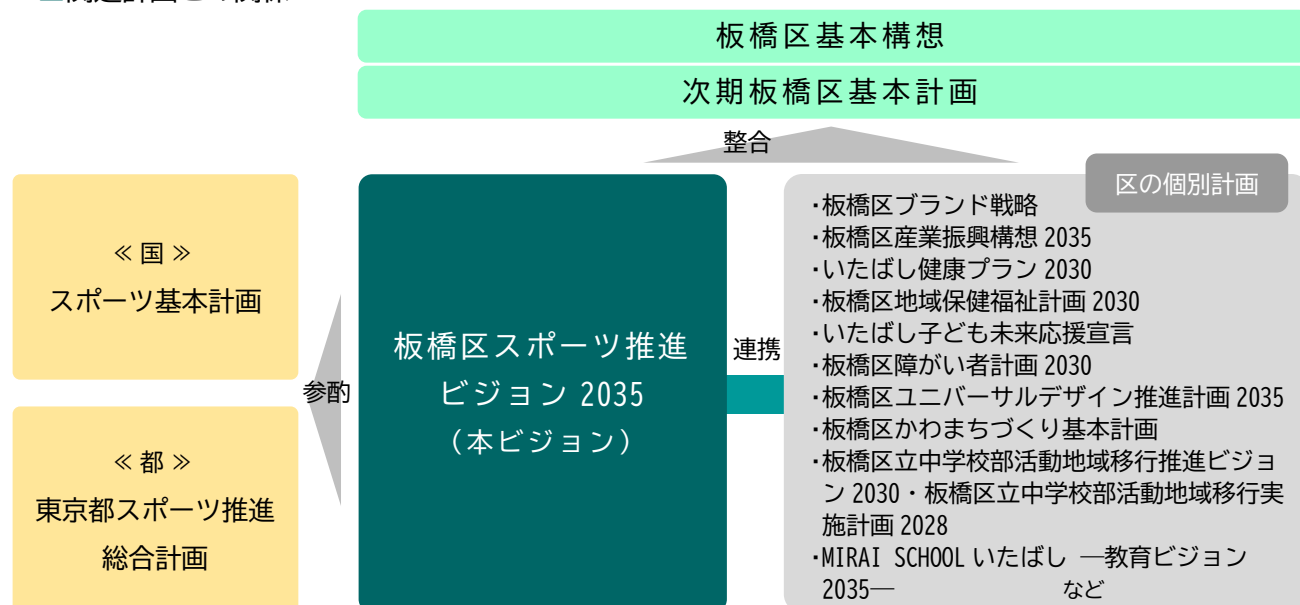 板橋区基本構想
次期板橋区基本計画
整合
≪国≫
スポーツ基本計画
≪都≫
東京都スポーツ推進
総合計画
参酌
板橋区スポーツ推進
ビジョン 2035
（本ビジョン）
連携
区の個別計画
・板橋区ブランド戦略
・板橋区産業振興構想 2035
・いたばし健康プラン 2030
・板橋区地域保健福祉計画 2030
・いたばし子ども未来応援宣言
・板橋区障がい者計画 2030
・板橋区ユニバーサルデザイン推進計画 2035
・板橋区かわまちづくり基本計画
・板橋区立中学校部活動地域移行推進ビジョ
ン 2030・板橋区立中学校部活動地域移行実
施計画 2028
・MIRAI SCHOOL いたばし ―教育ビジョン
2035― など